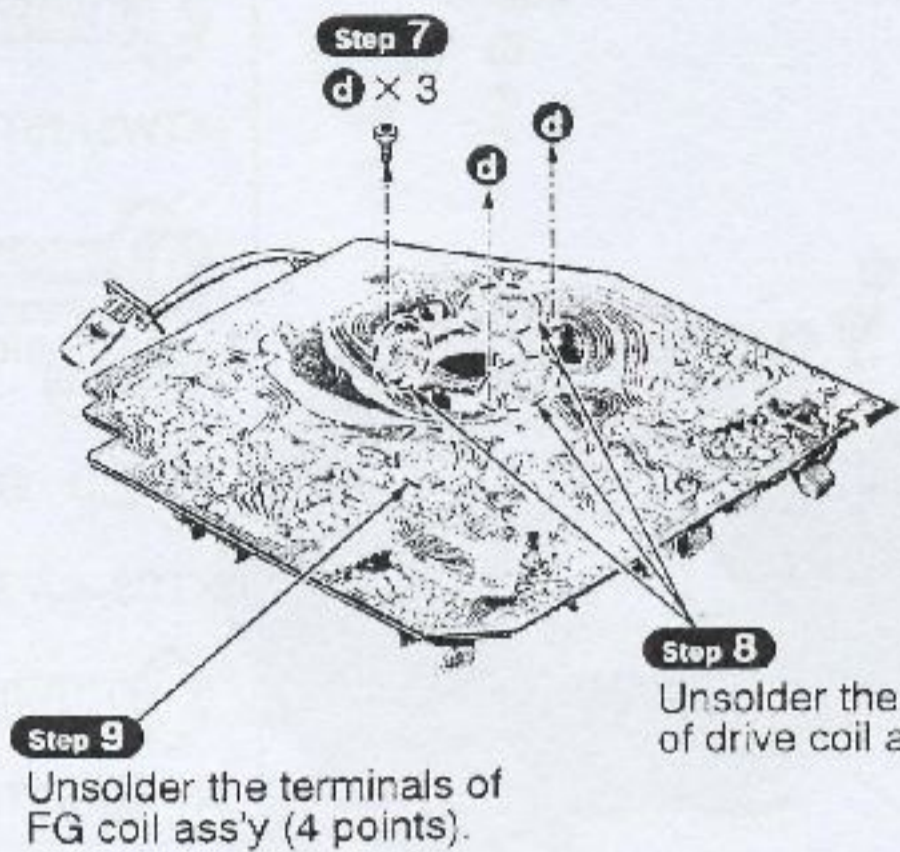 Step 7
d × 3
d
d
Step 8
Unsolder the
of drive coil a
Step 9
Unsolder the terminals of
FG coil ass'y (4 points).